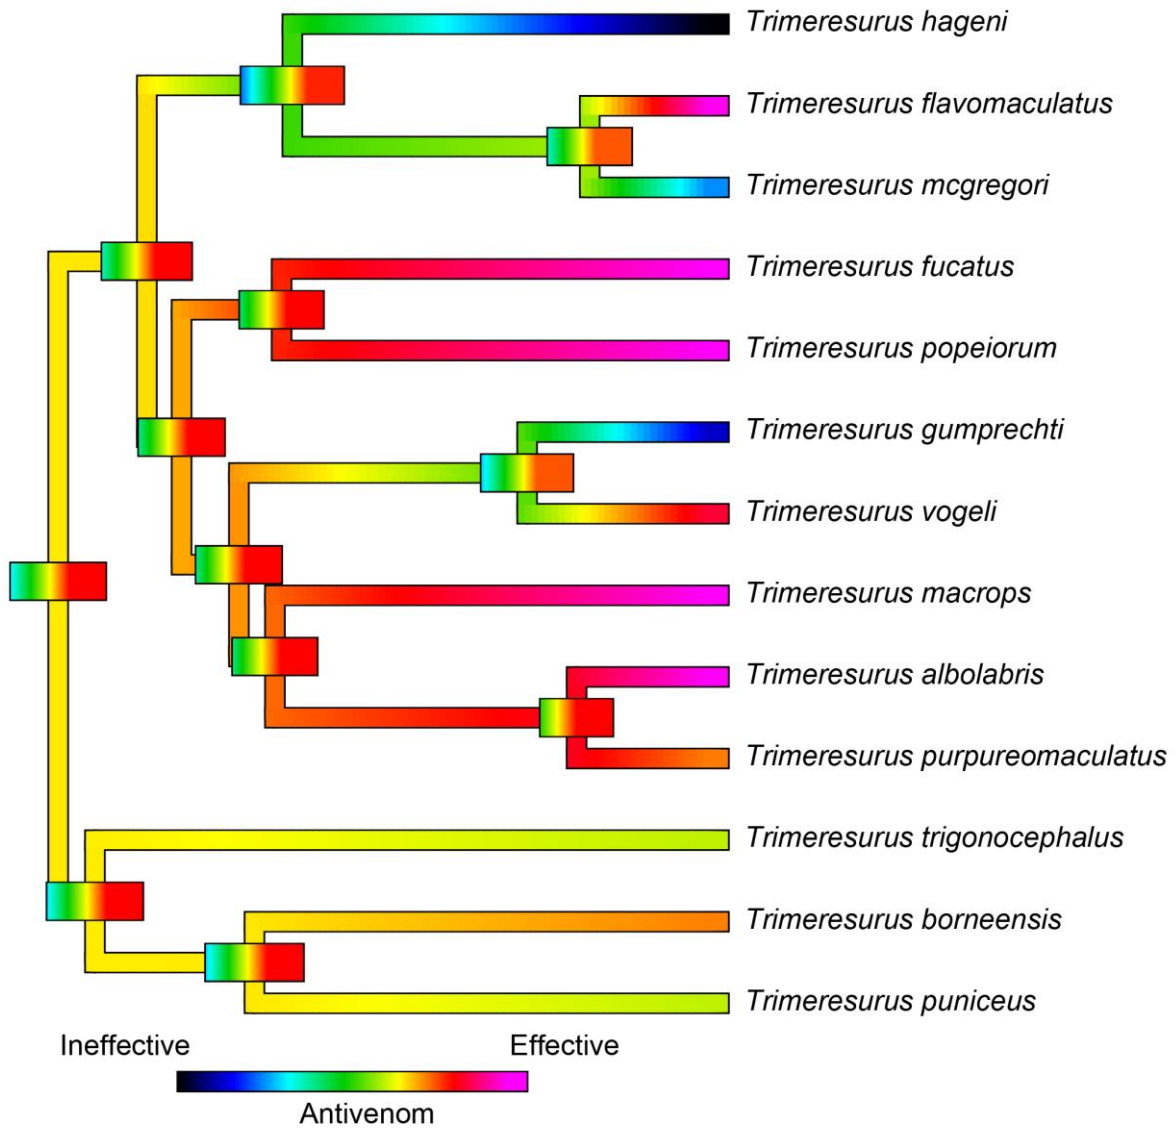 Trimeresurus hageni
Trimeresurus flavomaculatus
Trimeresurus mcgregori
Trimeresurus fucatus
Trimeresurus popeiorum
Trimeresurus gumprechti
Trimeresurus vogeli
Trimeresurus macrops
Trimeresurus albolabris
Trimeresurus purpureomaculatus
Trimeresurus trigonocephalus
Trimeresurus borneensis
Trimeresurus puniceus
Ineffective Effective
Antivenom